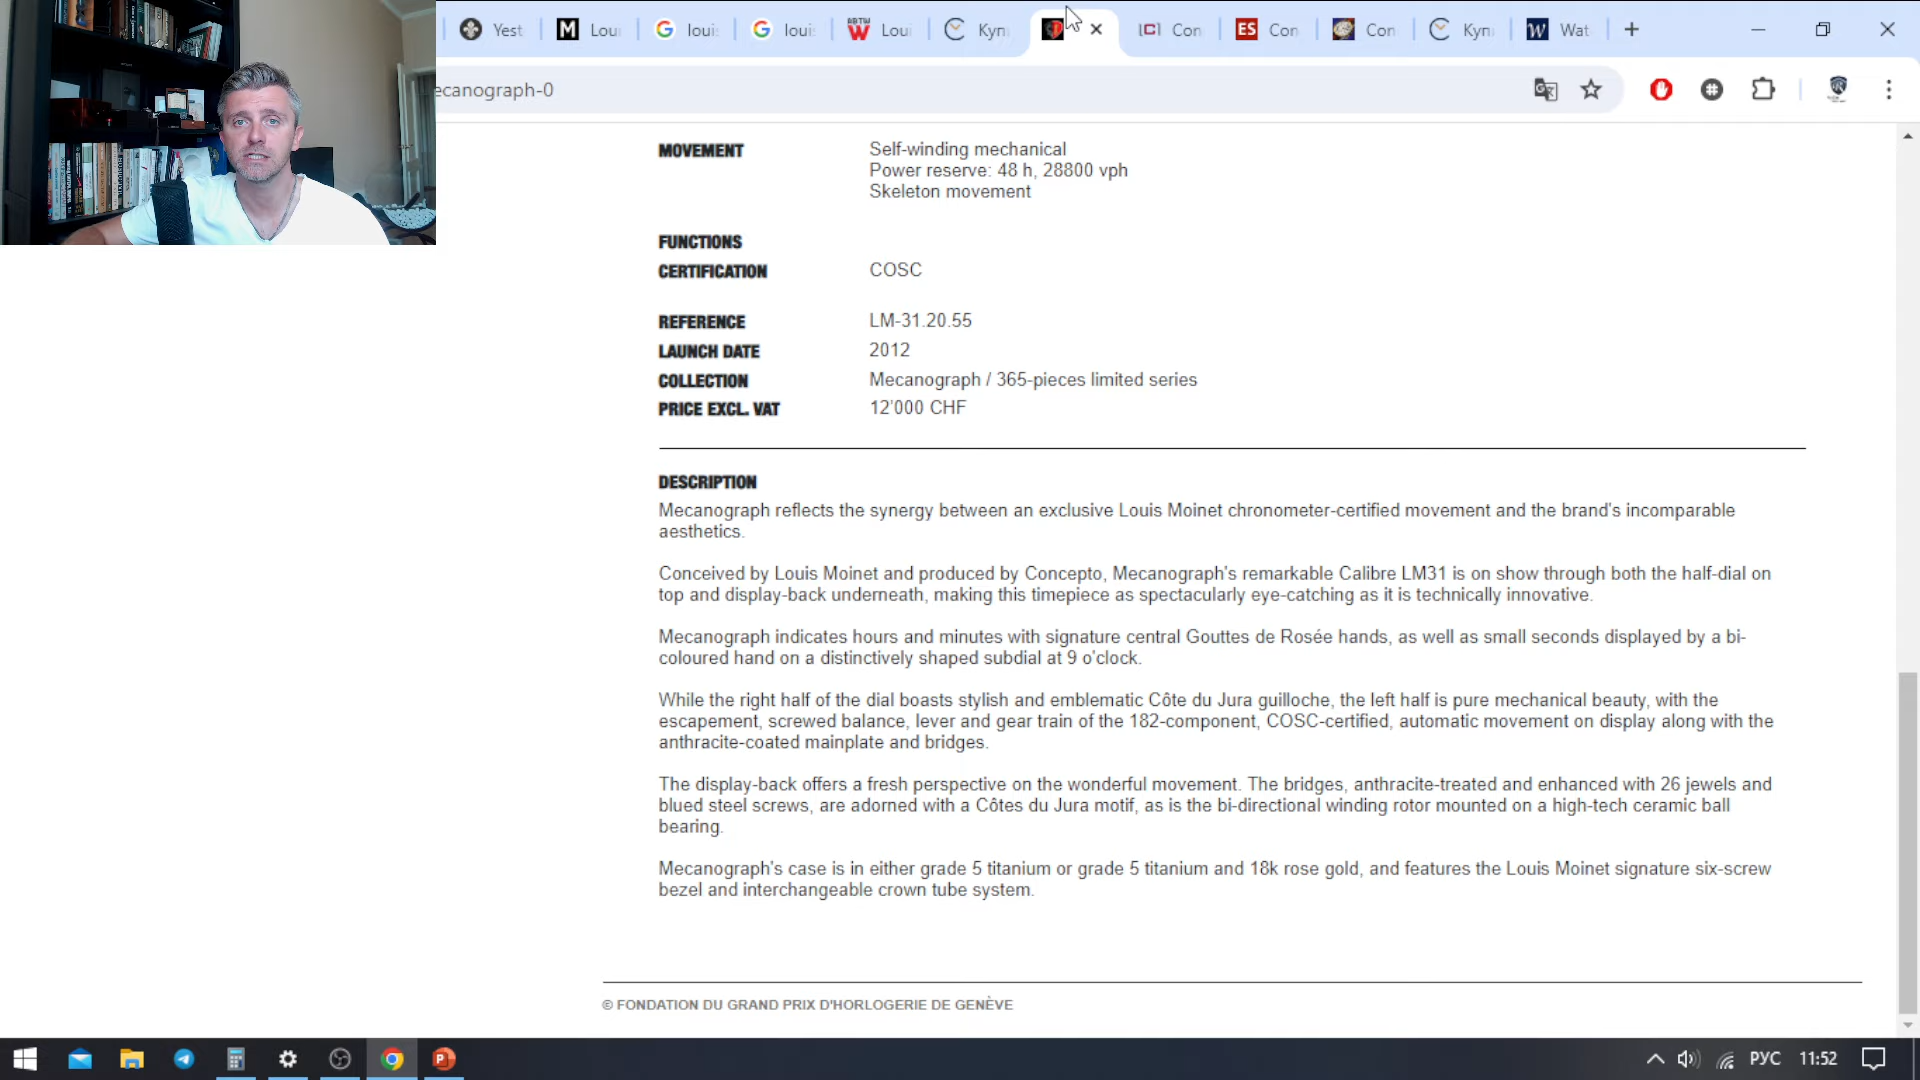 Yest
Loui
louis
louis
Loui
Kyn
Con
ES Con
Con
Kyn
Wat
ecanograph-0
MOVEMENT Self-winding mechanical
Power reserve: 48 h, 28800 vph
Skeleton movement
FUNCTIONS
CERTIFICATION COSC
REFERENCE LM-31.20.55
LAUNCH DATE 2012
COLLECTION Mecanograph / 365-pieces limited series
PRICE EXCL. VAT 12'000 CHF
DESCRIPTION
Mecanograph reflects the synergy between an exclusive Louis Moinet chronometer-certified movement and the brand's incomparable
aesthetics.
Conceived by Louis Moinet and produced by Concepto, Mecanograph's remarkable Calibre LM31 is on show through both the half-dial on
top and display-back underneath, making this timepiece as spectacularly eye-catching as it is technically innovative.
Mecanograph indicates hours and minutes with signature central Gouttes de Rosée hands, as well as small seconds displayed by a bi-
coloured hand on a distinctively shaped subdial at 9 o'clock.
While the right half of the dial boasts stylish and emblematic Côte du Jura guilloche, the left half is pure mechanical beauty, with the
escapement, screwed balance, lever and gear train of the 182-component, COSC-certified, automatic movement on display along with the
anthracite-coated mainplate and bridges.
The display-back offers a fresh perspective on the wonderful movement. The bridges, anthracite-treated and enhanced with 26 jewels and
blued steel screws, are adorned with a Côtes du Jura motif, as is the bi-directional winding rotor mounted on a high-tech ceramic ball
bearing.
Mecanograph's case is in either grade 5 titanium or grade 5 titanium and 18k rose gold, and features the Louis Moinet signature six-screw
bezel and interchangeable crown tube system.
© FONDATION DU GRAND PRIX D'HORLOGERIE DE GENÈVE
РУС 11:52